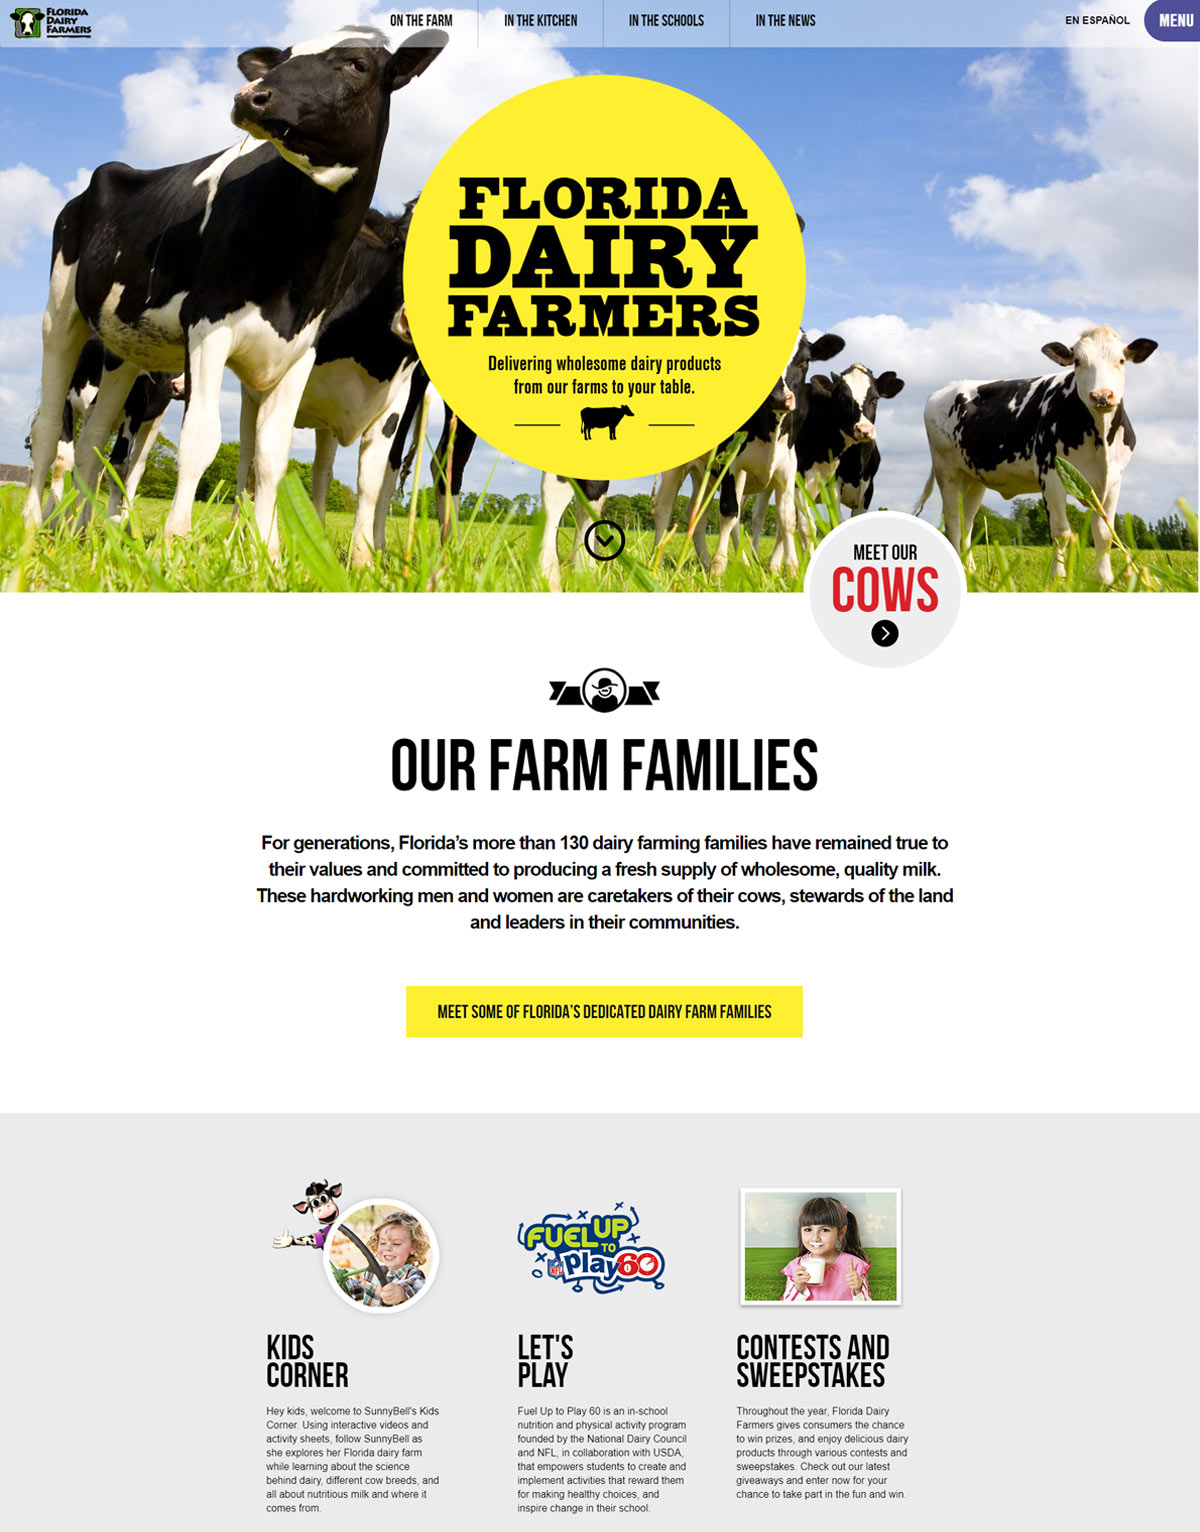 FLORIDA
DAIRY
FARMERS
ON THE FARM
IN THE KITCHEN
IN THE SCHOOLS
IN THE NEWS
EN ESPAÑOL
MENU
FLORIDA
DAIRY
FARMERS
Delivering wholesome dairy products
from our farms to your table.
MEET OUR
COWS
OUR FARM FAMILIES
For generations, Florida’s more than 130 dairy farming families have remained true to
their values and committed to producing a fresh supply of wholesome, quality milk.
These hardworking men and women are caretakers of their cows, stewards of the land
and leaders in their communities.
MEET SOME OF FLORIDA’S DEDICATED DAIRY FARM FAMILIES
FUEL UP
TO
NFL
play 60
KIDS
CORNER
Hey kids, welcome to SunnyBell's Kids
Corner. Using interactive videos and
activity sheets, follow SunnyBell as
she explores her Florida dairy farm
while learning about the science
behind dairy, different cow breeds, and
all about nutritious milk and where it
comes from.
LET'S
PLAY
Fuel Up to Play 60 is an in-school
nutrition and physical activity program
founded by the National Dairy Council
and NFL, in collaboration with USDA,
that empowers students to create and
implement activities that reward them
for making healthy choices, and
inspire change in their school.
CONTESTS AND
SWEEPSTAKES
Throughout the year, Florida Dairy
Farmers gives consumers the chance
to win prizes, and enjoy delicious dairy
products through various contests and
sweepstakes. Check out our latest
giveaways and enter now for your
chance to take part in the fun and win.